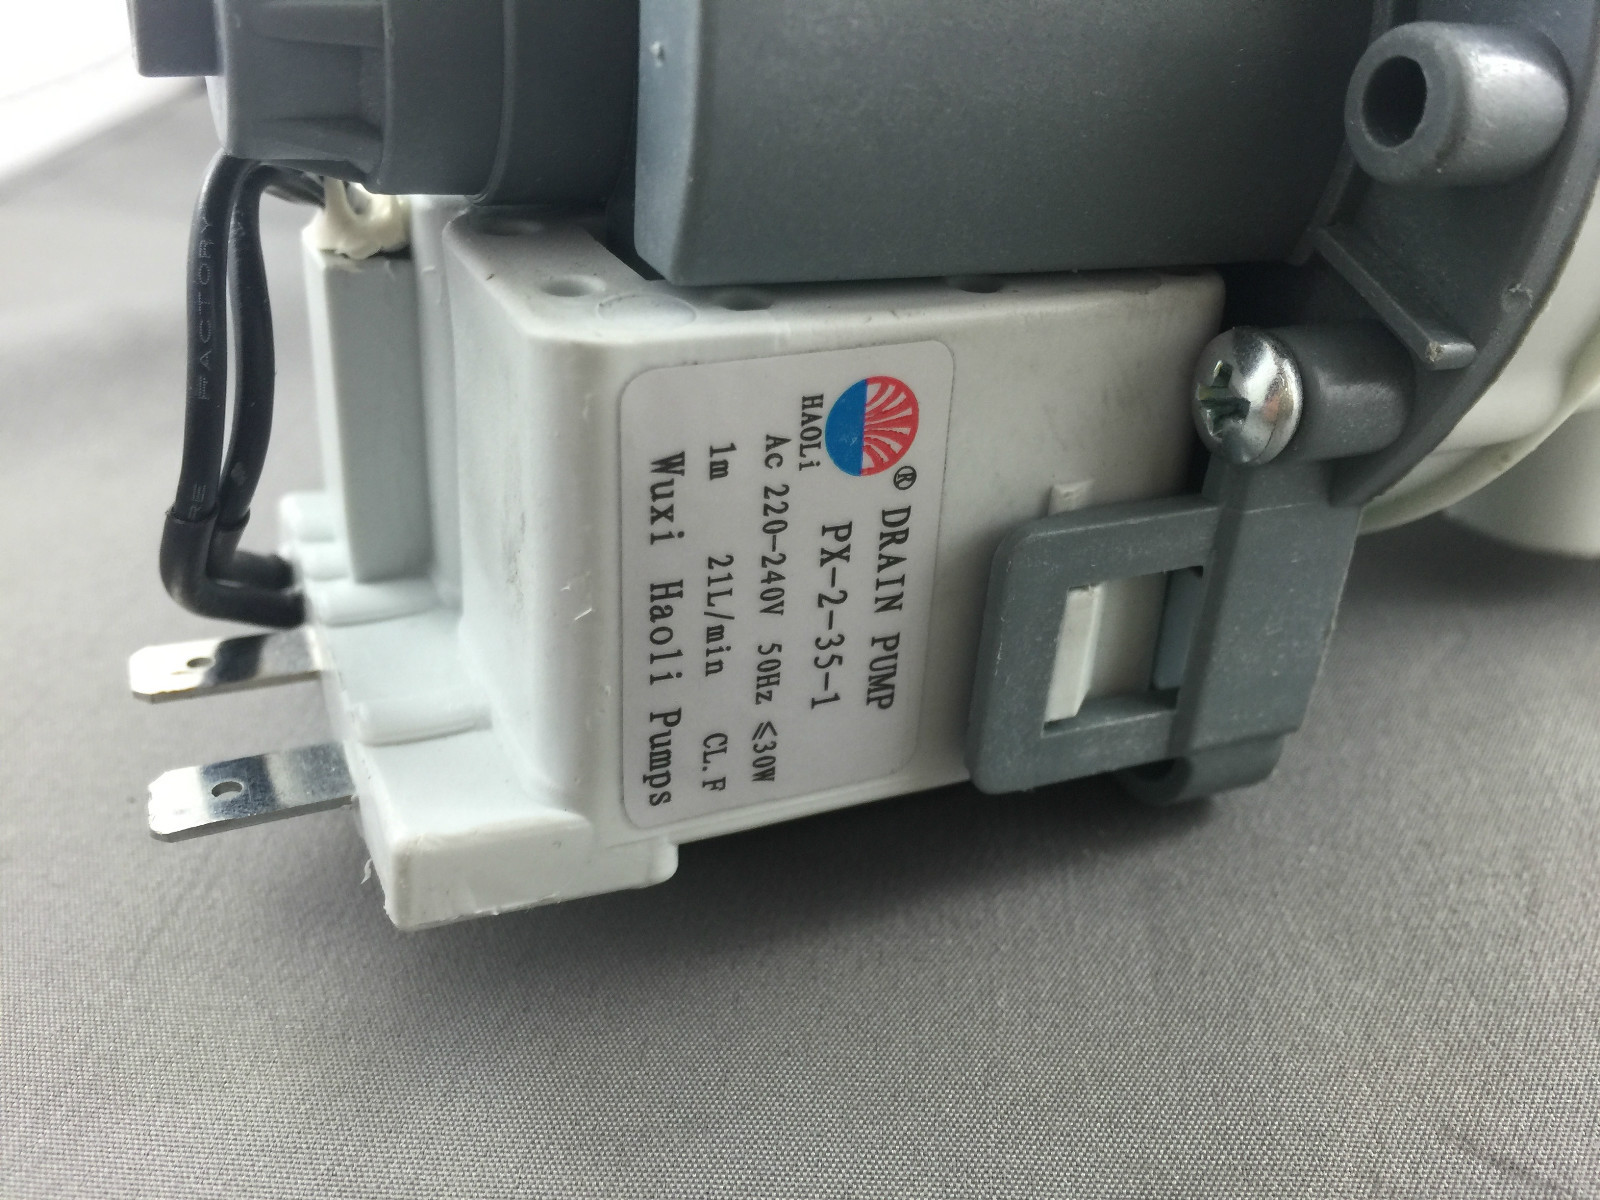 ® DRAIN PUMP
HAOLi PX-2-35-1
Ac 220-240V 50Hz ≤30W
1m 21L/min CL.F
Wuxi Haoli Pumps
FACTORY
RE